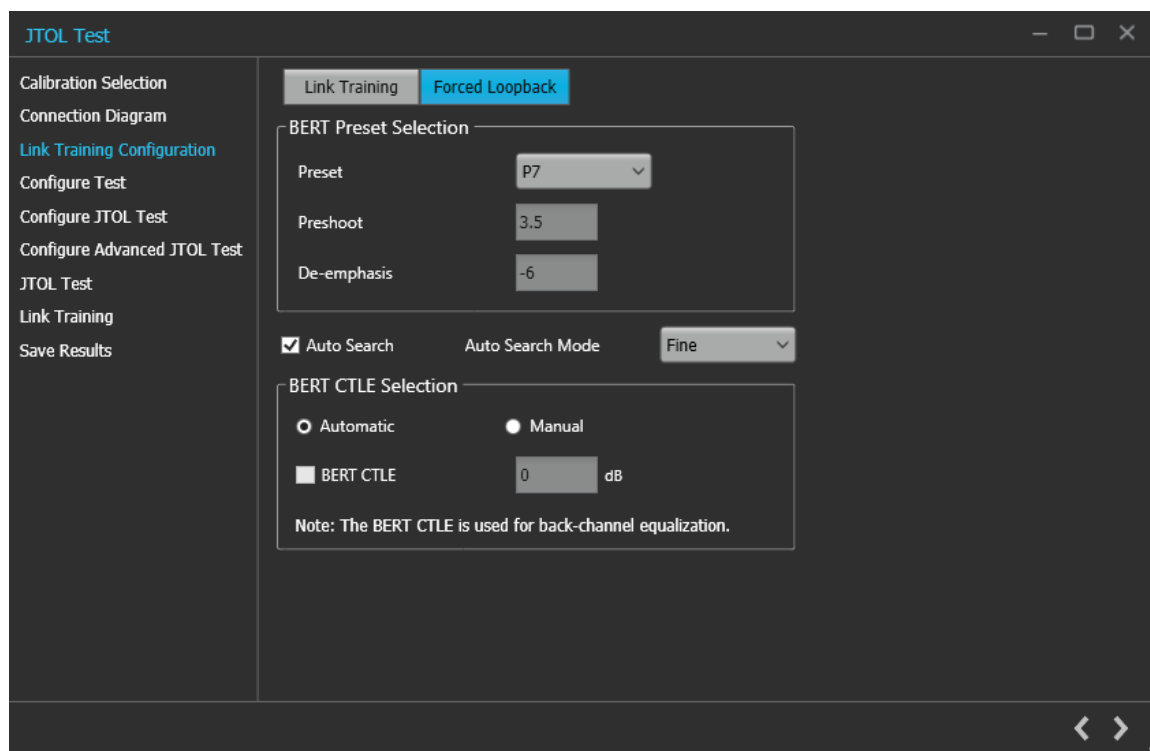 JTOL Test
Calibration Selection
Connection Diagram
Link Training Configuration
Configure Test
Configure JTOL Test
Configure Advanced JTOL Test
JTOL Test
Link Training
Save Results
Link Training Forced Loopback
BERT Preset Selection
Preset P7
Preshoot 3.5
De-emphasis -6
Auto Search Auto Search Mode Fine
BERT CTLE Selection
Automatic Manual
BERT CTLE 0 dB
Note: The BERT CTLE is used for back-channel equalization.